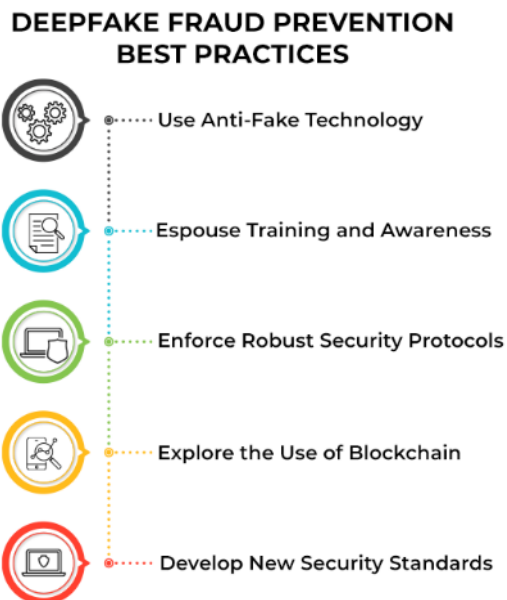 DEEPFAKE FRAUD PREVENTION
BEST PRACTICES
Use Anti-Fake Technology
Espouse Training and Awareness
Enforce Robust Security Protocols
Explore the Use of Blockchain
Develop New Security Standards